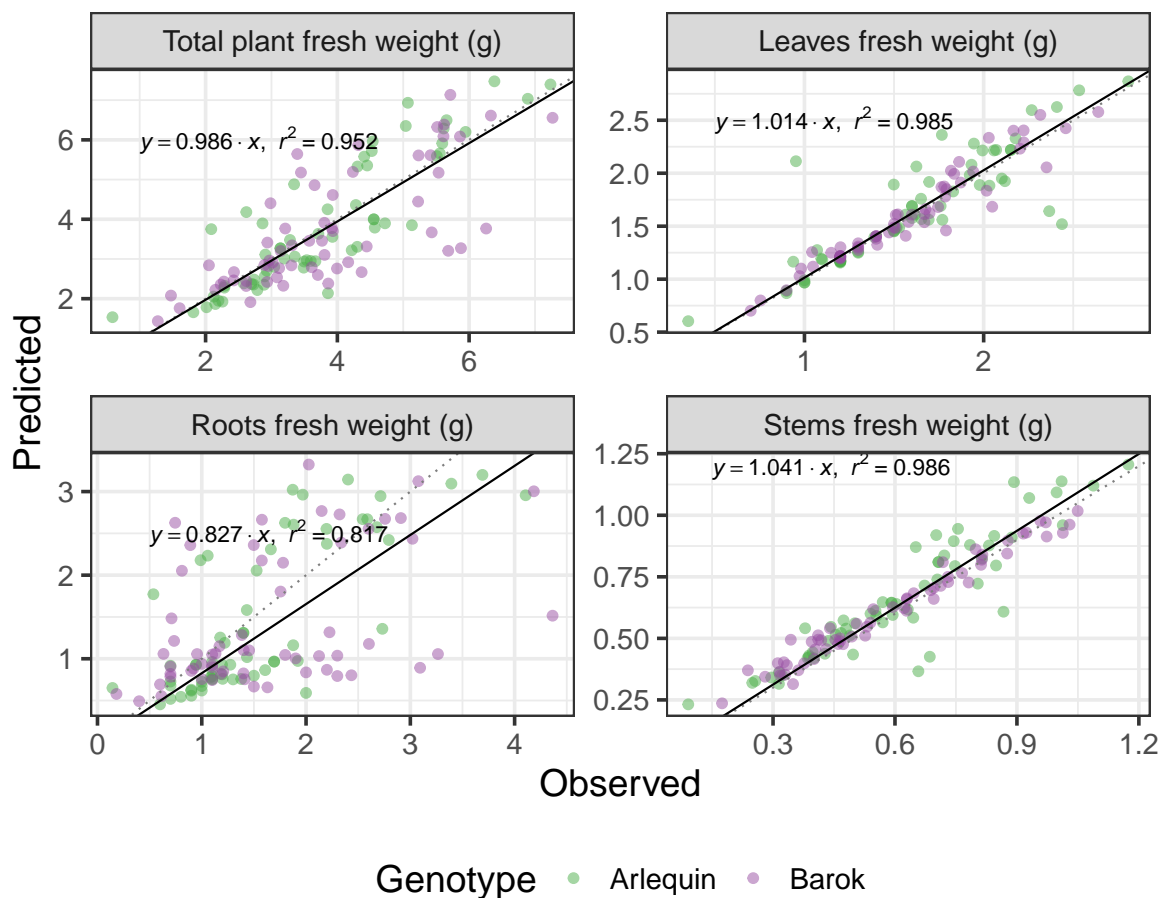 Total plant fresh weight (g)
Leaves fresh weight (g)
y = 0.986 · x, r² = 0.952
y = 1.014 · x, r² = 0.985
6
4
2
2.5
2.0
1.5
1.0
0.5
2 4 6
1 2
Predicted
Roots fresh weight (g)
Stems fresh weight (g)
y = 0.827 · x, r² = 0.817
y = 1.041 · x, r² = 0.986
3
2
1
1.25
1.00
0.75
0.50
0.25
0 1 2 3 4
0.3 0.6 0.9 1.2
Observed
Genotype Arlequin Barok